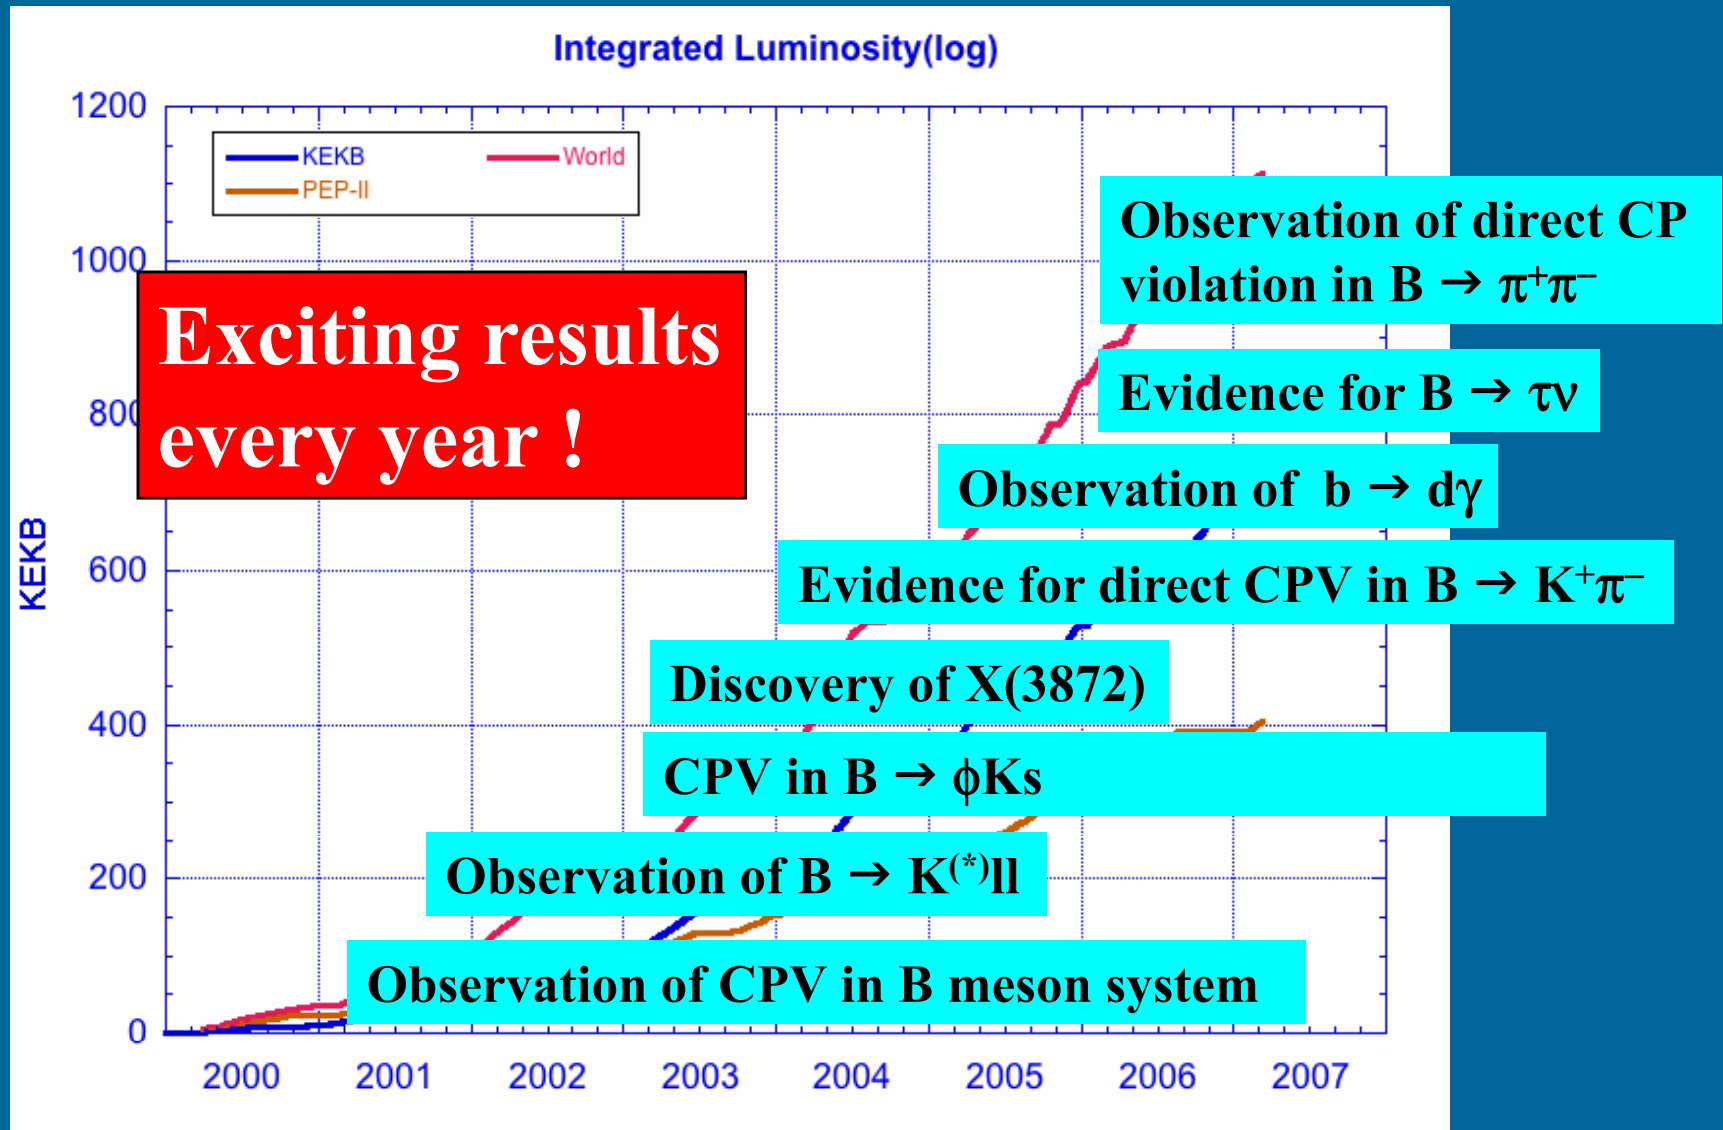 Integrated Luminosity(log)
1200
KEKB World
PEP-II
Observation of direct CP
violation in B → π⁺π⁻
1000
Exciting results
every year !
800
Evidence for B → τν
Observation of b → dγ
KEKB
600
Evidence for direct CPV in B → K⁺π⁻
Discovery of X(3872)
400
CPV in B → ϕKs
200
Observation of B → K⁽*⁾ll
Observation of CPV in B meson system
0
2000 2001 2002 2003 2004 2005 2006 2007